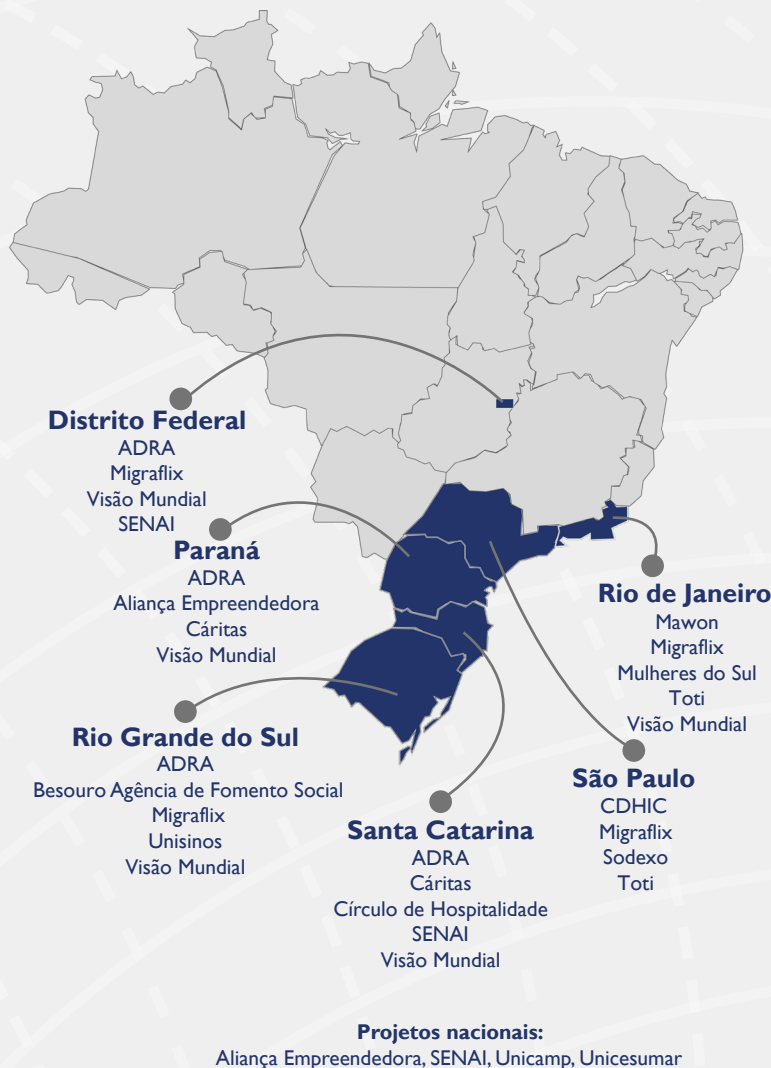 Distrito Federal
ADRA
Migraflix
Visão Mundial
SENAI
Paraná
ADRA
Aliança Empreendedora
Cáritas
Visão Mundial
Rio Grande do Sul
ADRA
Besouro Agência de Fomento Social
Migraflix
Unisinos
Visão Mundial
Santa Catarina
ADRA
Cáritas
Círculo de Hospitalidade
SENAI
Visão Mundial
São Paulo
CDHIC
Migraflix
Sodexo
Toti
Rio de Janeiro
Mawon
Migraflix
Mulheres do Sul
Toti
Visão Mundial
Projetos nacionais:
Aliança Empreendedora, SENAI, Unicamp, Unicesumar